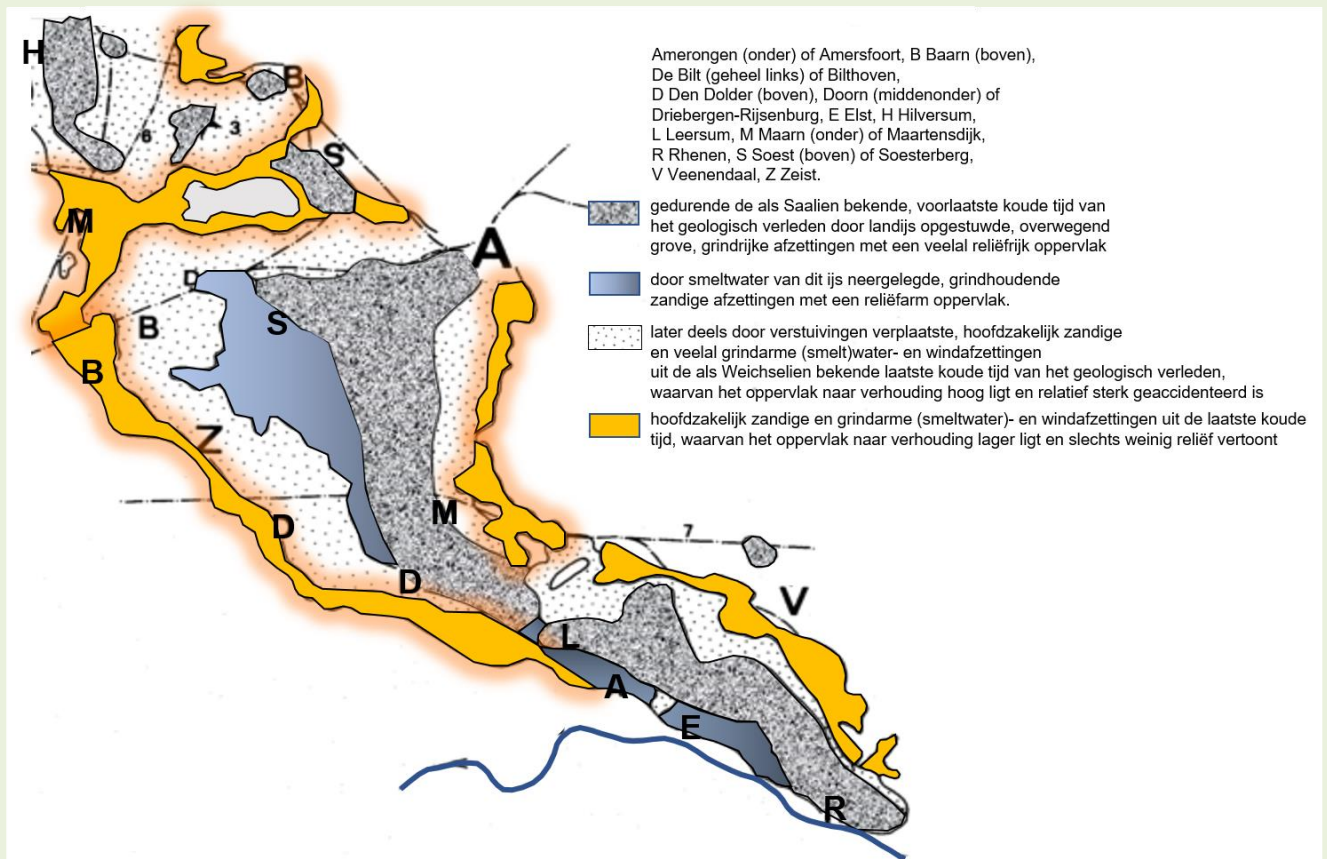 H
B
6
3
S
M
A
D
S
B
B
Z
M
D
D
7
V
L
A
E
R
Amerongen (onder) of Amersfoort, B Baarn (boven),
De Bilt (geheel links) of Bilthoven,
D Den Dolder (boven), Doorn (middenonder) of
Driebergen-Rijsenburg, E Elst, H Hilversum,
L Leersum, M Maarn (onder) of Maartensdijk,
R Rhenen, S Soest (boven) of Soesterberg,
V Veenendaal, Z Zeist.
gedurende de als Saalien bekende, voorlaatste koude tijd van
het geologisch verleden door landijs opgestuwde, overwegend
grove, grindrijke afzettingen met een veelal reliëfrijk oppervlak
door smeltwater van dit ijs neergelegde, grindhoudende
zandige afzettingen met een reliëfarm oppervlak.
later deels door verstuivingen verplaatste, hoofdzakelijk zandige
en veelal grindarme (smelt)water- en windafzettingen
uit de als Weichselien bekende laatste koude tijd van het geologisch verleden,
waarvan het oppervlak naar verhouding hoog ligt en relatief sterk geaccidenteerd is
hoofdzakelijk zandige en grindarme (smeltwater)- en windafzettingen uit de laatste koude
tijd, waarvan het oppervlak naar verhouding lager ligt en slechts weinig reliëf vertoont